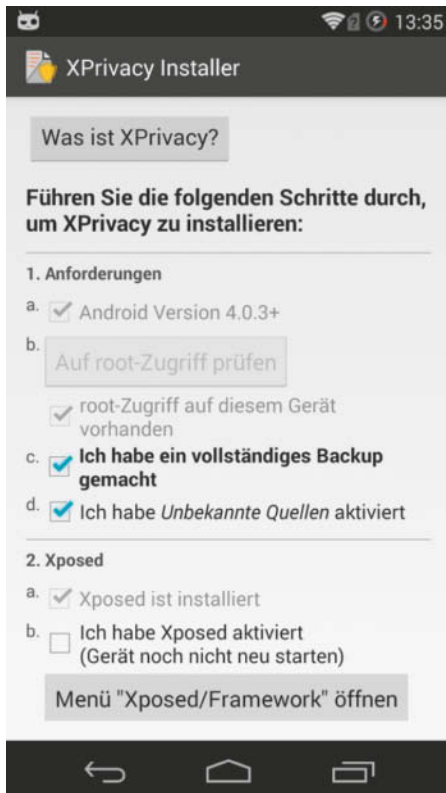 13:35
XPrivacy Installer
Was ist XPrivacy?
Führen Sie die folgenden Schritte durch,
um XPrivacy zu installieren:
1. Anforderungen
a. Android Version 4.0.3+
b.
Auf root-Zugriff prüfen
root-Zugriff auf diesem Gerät
vorhanden
c. Ich habe ein vollständiges Backup
gemacht
d. Ich habe Unbekannte Quellen aktiviert
2. Xposed
a. Xposed ist installiert
b. Ich habe Xposed aktiviert
(Gerät noch nicht neu starten)
Menü "Xposed/Framework" öffnen